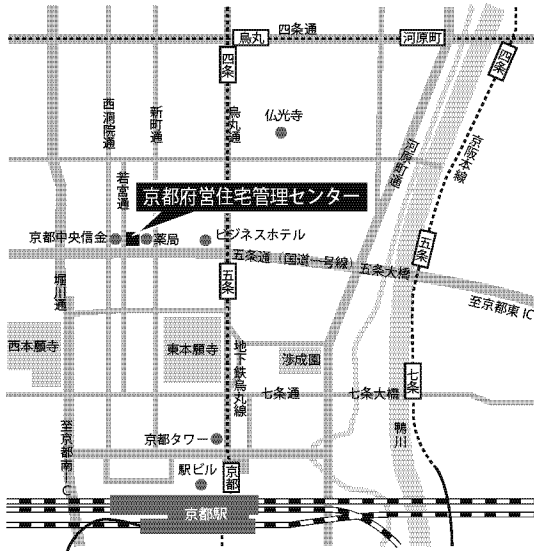 四条通
烏丸
河原町
四条
四条
西洞院通
新町通
烏丸通
仏光寺
河原町通
京阪本線
若宮通
京都府営住宅管理センター
京都中央信金
薬局
ビジネスホテル
五条通（国道一号線）五条大橋
五条
五条
堀川通
至京都東IC
西本願寺
東本願寺
地下鉄烏丸線
渉成園
七条
七条通
七条大橋
鴨川
至京都南IC
京都タワー
駅ビル
京都
京都駅